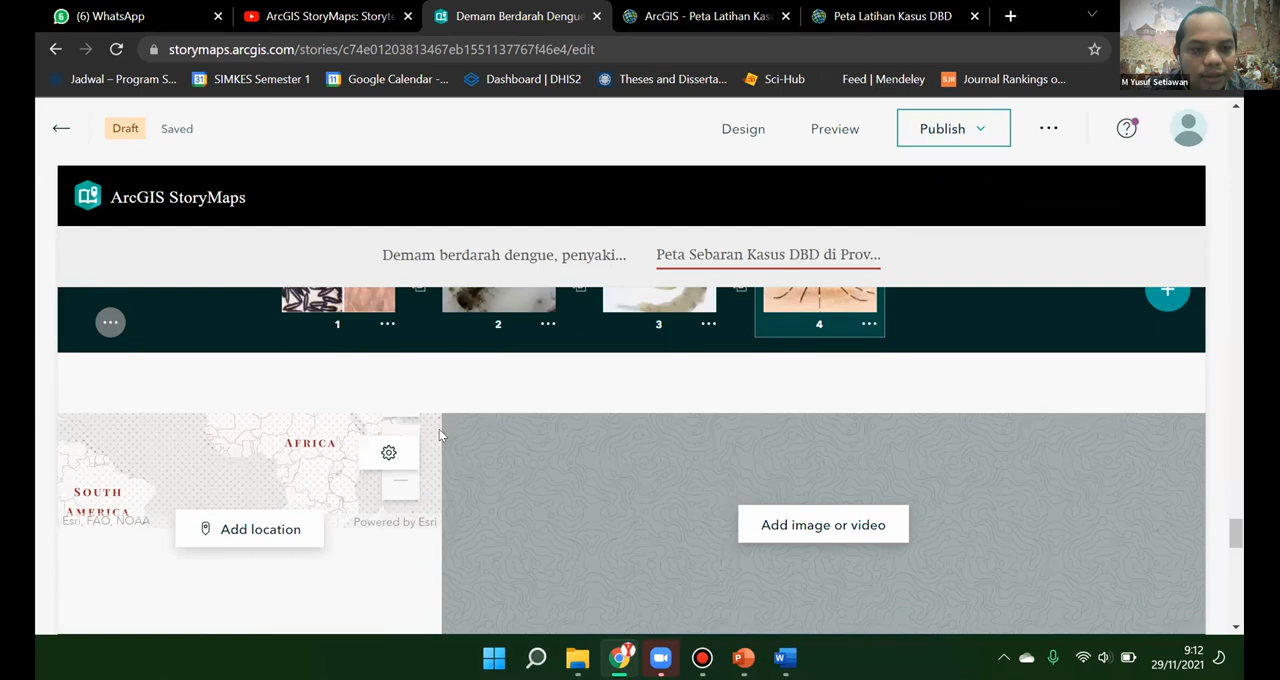 (6) WhatsApp
ArcGIS StoryMaps: Storyte
Demam Berdarah Dengue
ArcGIS - Peta Latihan Kas
Peta Latihan Kasus DBD
storymaps.arcgis.com/stories/c74e01203813467eb1551137767f46e4/edit
M Yusuf Setiawan
Jadwal – Program S...
SIMKES Semester 1
Google Calendar -...
Dashboard | DHIS2
Theses and Disserta...
Sci-Hub
Feed | Mendeley
Journal Rankings o...
Draft
Saved
Design
Preview
Publish
ArcGIS StoryMaps
Demam berdarah dengue, penyaki...
Peta Sebaran Kasus DBD di Prov...
1
2
3
4
AFRICA
SOUTH
AMERICA
Esri, FAO, NOAA
Powered by Esri
Add location
Add image or video
9:12
29/11/2021